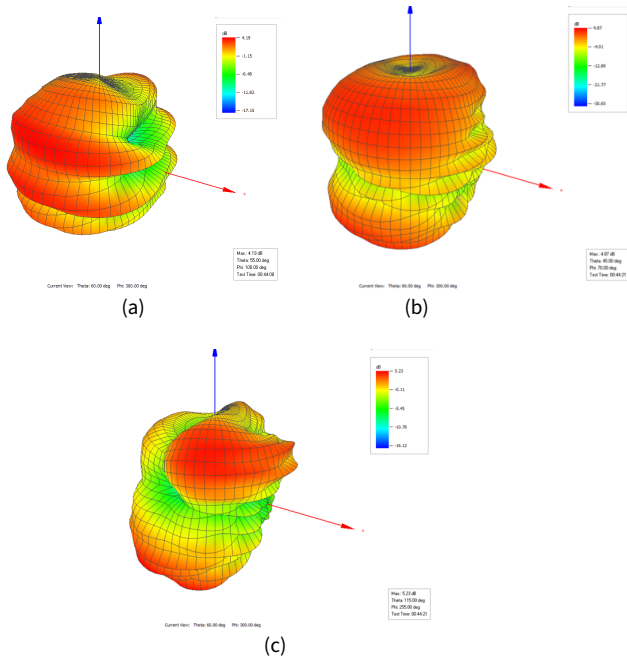 dB
4.19
-1.15
-6.48
-11.82
-17.15
Max: 4.19 dB
Theta: 55.00 deg
Phi: 100.00 deg
Test Time: 00:44:08
Current View: Theta: 60.00 deg Phi: 300.00 deg
(a)
dB
4.87
-4.01
-12.89
-21.77
-30.65
Max: 4.87 dB
Theta: 45.00 deg
Phi: 70.00 deg
Test Time: 00:44:21
Current View: Theta: 60.00 deg Phi: 300.00 deg
(b)
dB
5.23
-0.11
-5.45
-10.78
-16.12
Max: 5.23 dB
Theta: 115.00 deg
Phi: 255.00 deg
Test Time: 00:44:21
Current View: Theta: 60.00 deg Phi: 300.00 deg
(c)